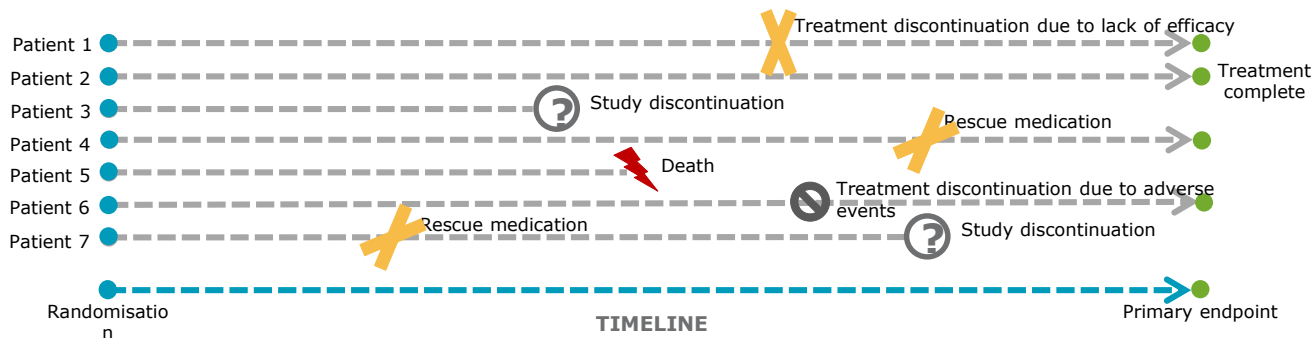 Patient 1
Treatment discontinuation due to lack of efficacy
Patient 2
Treatment
complete
Patient 3
?
Study discontinuation
Patient 4
Rescue medication
Patient 5
Death
Patient 6
Treatment discontinuation due to adverse
events
Patient 7
Rescue medication
?
Study discontinuation
Randomisatio
n
TIMELINE
Primary endpoint